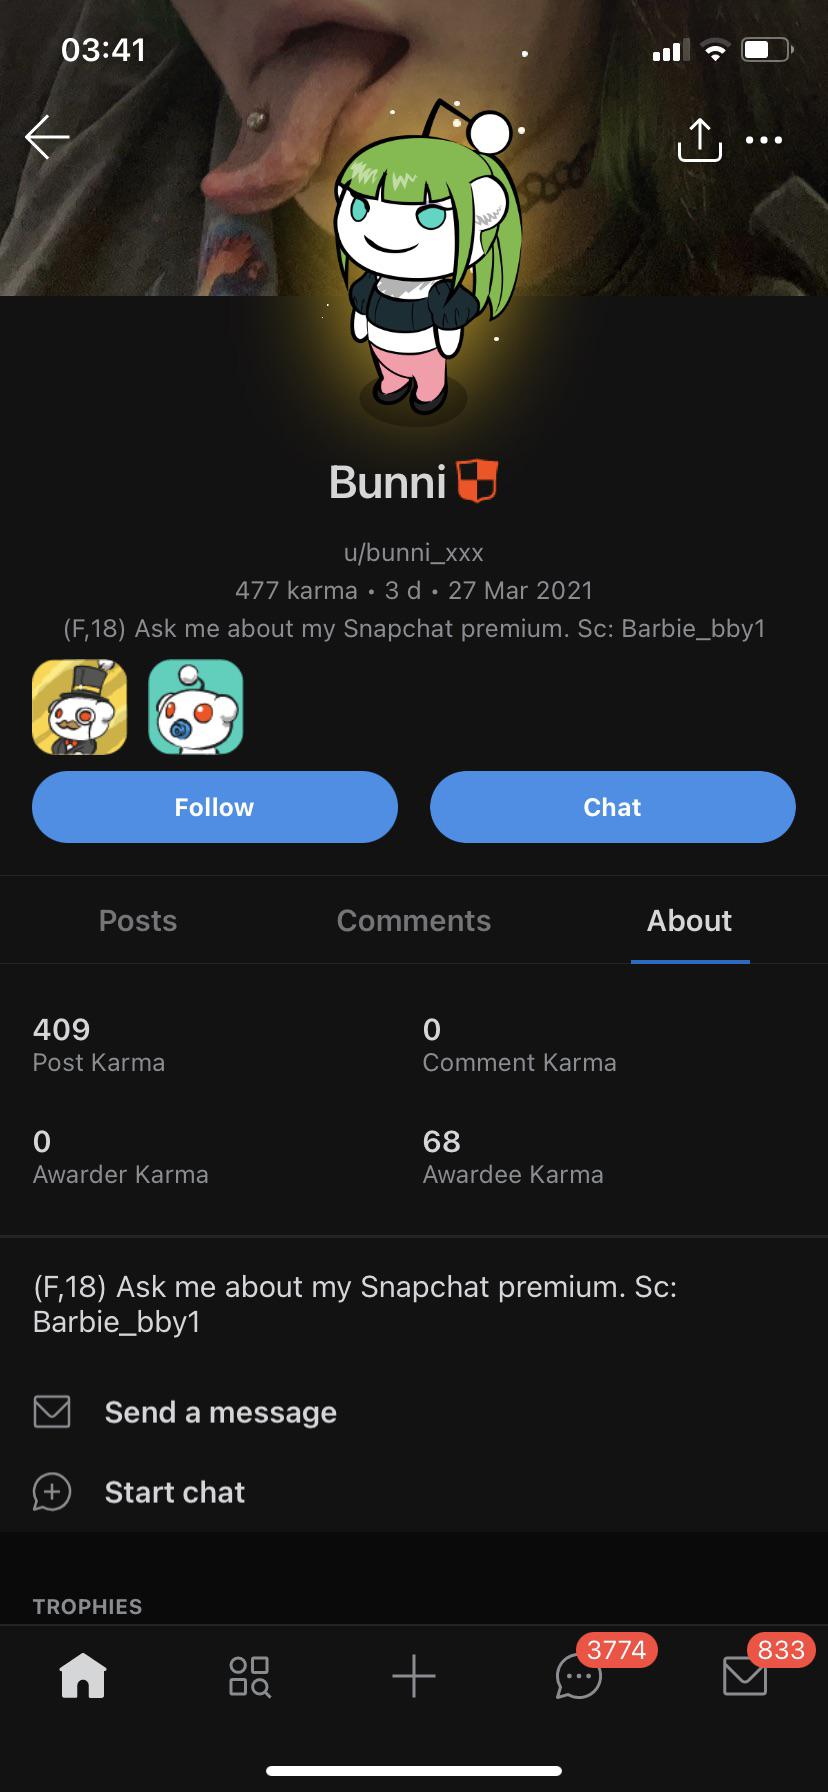 03:41
Bunni
u/bunni_xxx
477 karma • 3 d • 27 Mar 2021
(F,18) Ask me about my Snapchat premium. Sc: Barbie_bby1
Follow
Chat
Posts
Comments
About
409
0
Post Karma
Comment Karma
0
68
Awarder Karma
Awardee Karma
(F,18) Ask me about my Snapchat premium. Sc:
Barbie_bby1
Send a message
Start chat
TROPHIES
3774
833